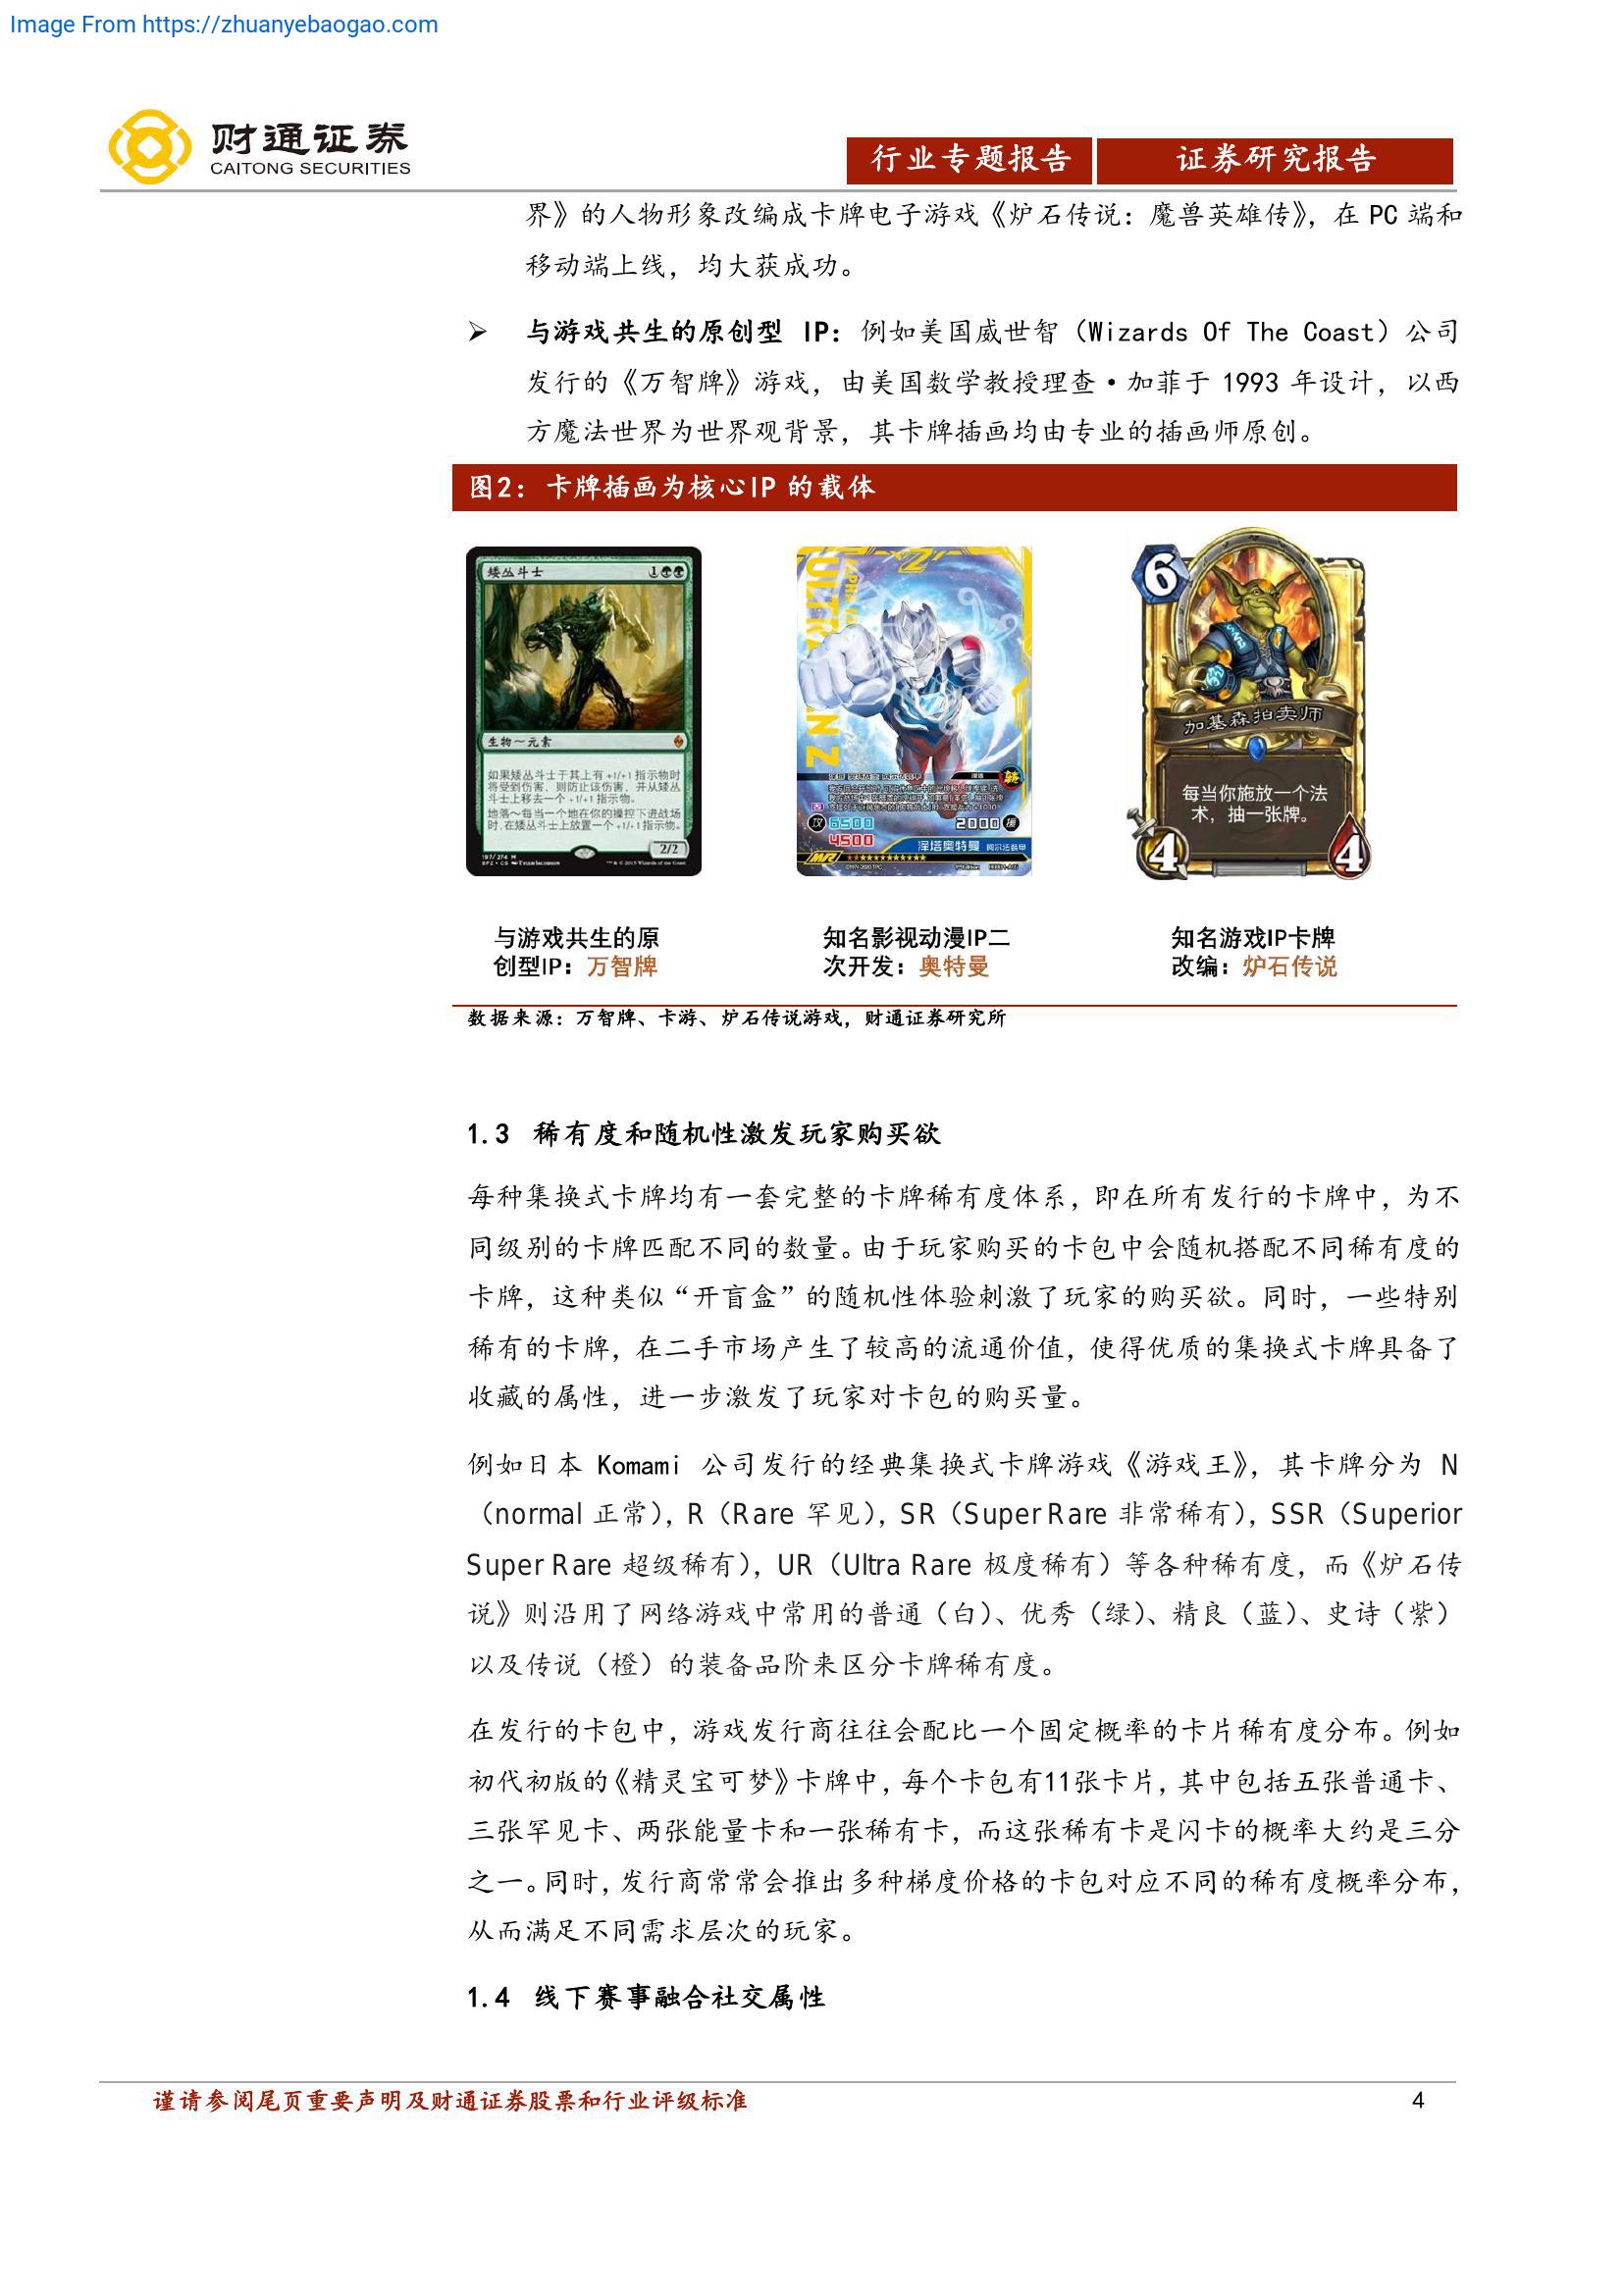 Image From https://zhuanyebaogao.com
财通证券
CAITONG SECURITIES
行业专题报告
证券研究报告
界》的人物形象改编成卡牌电子游戏《炉石传说：魔兽英雄传》，在 PC 端和
移动端上线，均大获成功。
➢ 与游戏共生的原创型 IP：例如美国威世智（Wizards Of The Coast）公司
发行的《万智牌》游戏，由美国数学教授理查·加菲于 1993 年设计，以西
方魔法世界为世界观背景，其卡牌插画均由专业的插画师原创。
图2：卡牌插画为核心IP 的载体
矮丛斗士
1
生物～元素
如果矮丛斗士于其上有 +1/+1 指示物时
将受到伤害，则防止该伤害，并从矮丛
斗士上移去一个 +1/+1 指示物。
地落～每当一个地在你的操控下进战场
时，在矮丛斗士上放置一个 +1/+1 指示物。
2/2
6500
4500
2000
泽塔奥特曼
MR
6
加基森拍卖师
每当你施放一个法
术，抽一张牌。
4
4
与游戏共生的原
创型IP：万智牌
知名影视动漫IP二
次开发：奥特曼
知名游戏IP卡牌
改编：炉石传说
数据来源：万智牌、卡游、炉石传说游戏，财通证券研究所
1.3 稀有度和随机性激发玩家购买欲
每种集换式卡牌均有一套完整的卡牌稀有度体系，即在所有发行的卡牌中，为不
同级别的卡牌匹配不同的数量。由于玩家购买的卡包中会随机搭配不同稀有度的
卡牌，这种类似“开盲盒”的随机性体验刺激了玩家的购买欲。同时，一些特别
稀有的卡牌，在二手市场产生了较高的流通价值，使得优质的集换式卡牌具备了
收藏的属性，进一步激发了玩家对卡包的购买量。
例如日本 Komami 公司发行的经典集换式卡牌游戏《游戏王》，其卡牌分为 N
（normal 正常），R（Rare 罕见），SR（Super Rare 非常稀有），SSR（Superior
Super Rare 超级稀有），UR（Ultra Rare 极度稀有）等各种稀有度，而《炉石传
说》则沿用了网络游戏中常用的普通（白）、优秀（绿）、精良（蓝）、史诗（紫）
以及传说（橙）的装备品阶来区分卡牌稀有度。
在发行的卡包中，游戏发行商往往会配比一个固定概率的卡片稀有度分布。例如
初代初版的《精灵宝可梦》卡牌中，每个卡包有11张卡片，其中包括五张普通卡、
三张罕见卡、两张能量卡和一张稀有卡，而这张稀有卡是闪卡的概率大约是三分
之一。同时，发行商常常会推出多种梯度价格的卡包对应不同的稀有度概率分布，
从而满足不同需求层次的玩家。
1.4 线下赛事融合社交属性
谨请参阅尾页重要声明及财通证券股票和行业评级标准
4